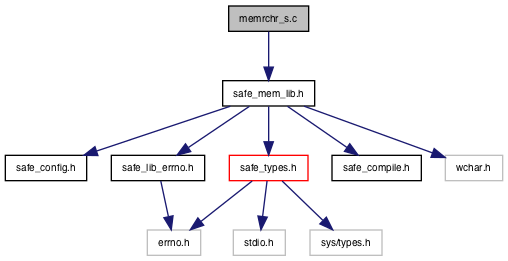 memrchr_s.c
safe_mem_lib.h
safe_config.h
safe_lib_errno.h
safe_types.h
safe_compile.h
wchar.h
errno.h
stdio.h
sys/types.h